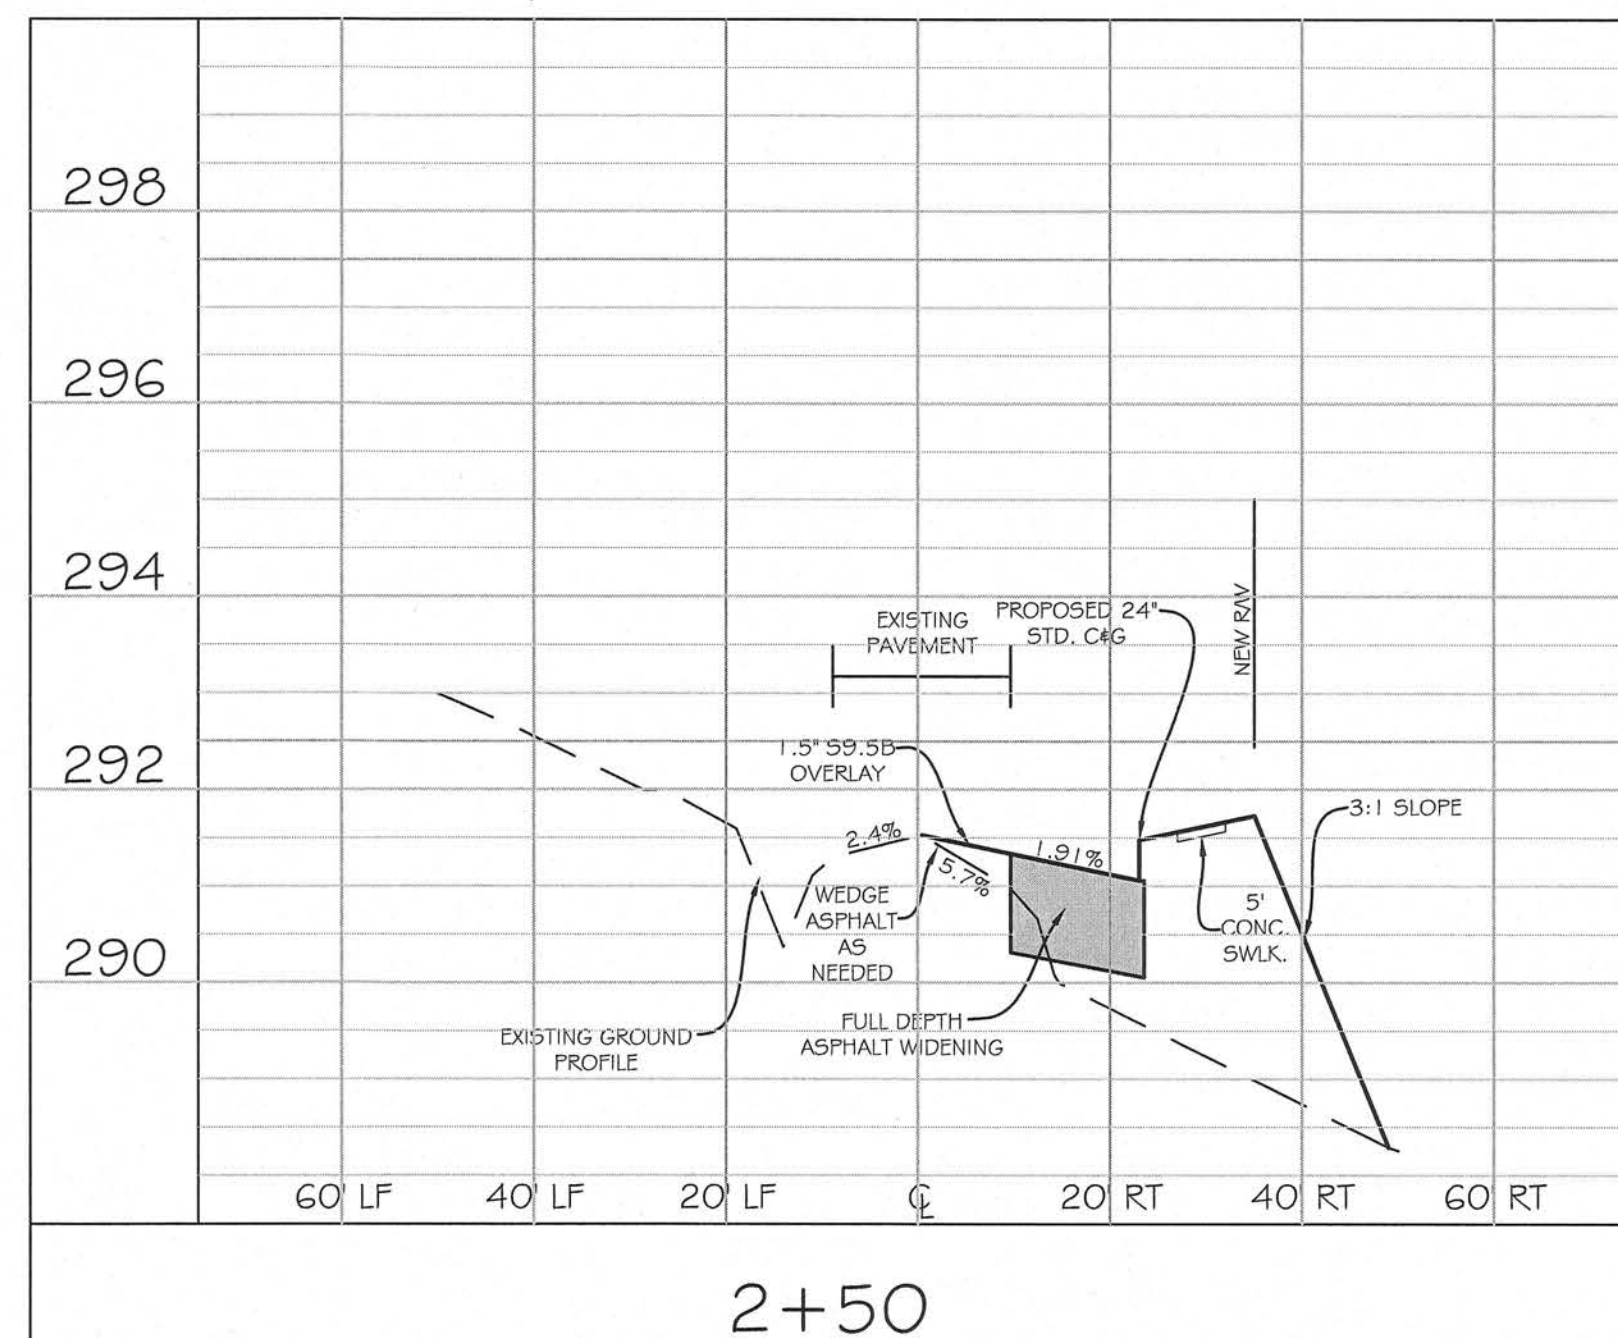 298
296
294
292
290
EXISTING
PAVEMENT
PROPOSED 24"
STD. C&G
NEW R/W
1.5" S9.5B
OVERLAY
2.4%
1.91%
5.7%
3:1 SLOPE
WEDGE
ASPHALT
AS
NEEDED
5'
CONC.
SWLK.
EXISTING GROUND
PROFILE
FULL DEPTH
ASPHALT WIDENING
60' LF
40' LF
20' LF
CL
20' RT
40' RT
60' RT
2+50